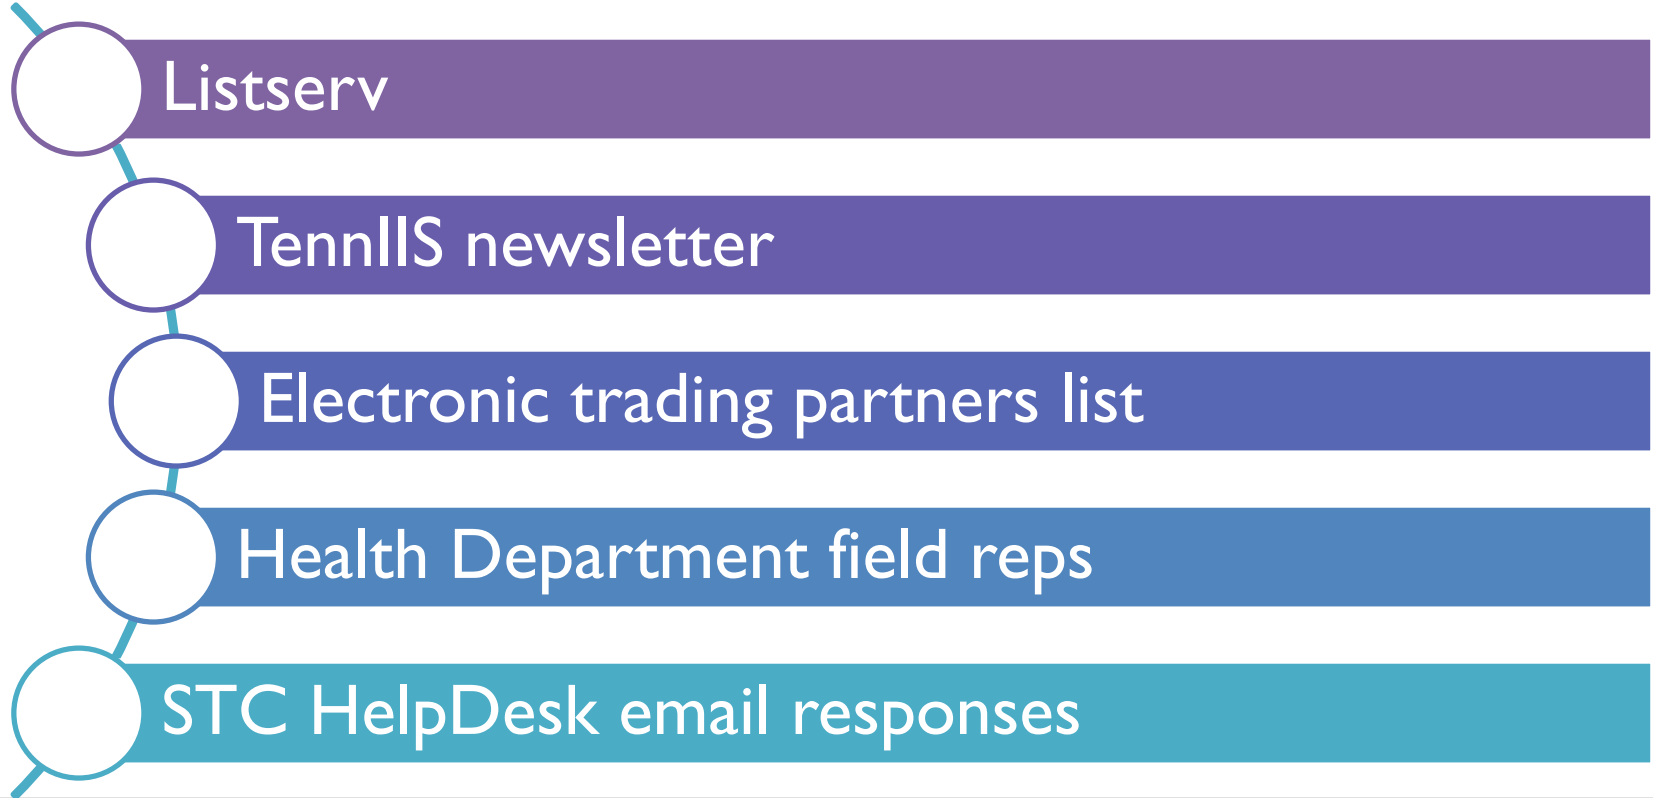 Listserv
TennIIS newsletter
Electronic trading partners list
Health Department field reps
STC HelpDesk email responses